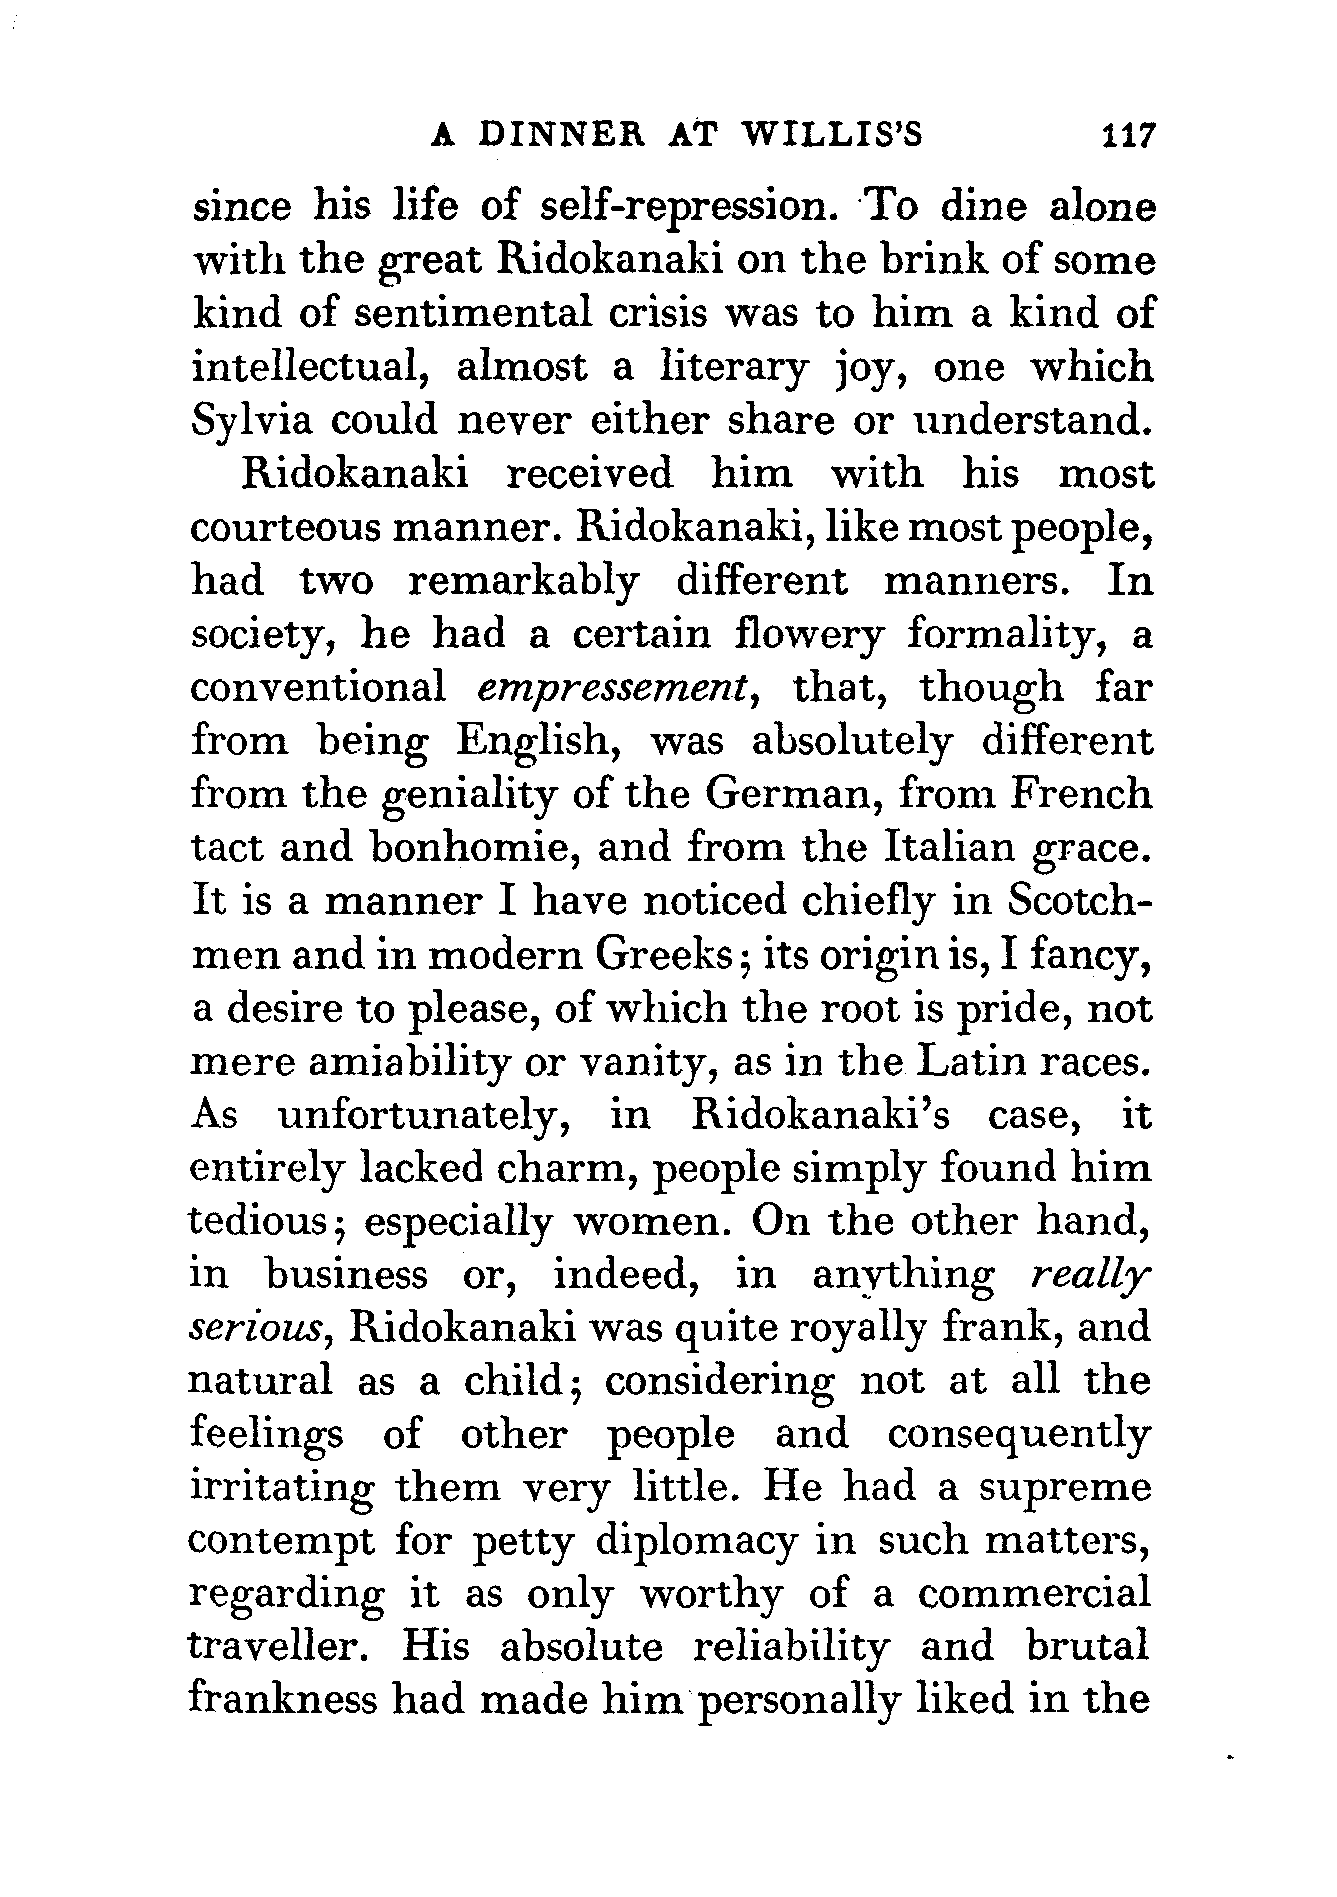 A DINNER AT WILLIS'S 117
since his life of self-repression. To dine alone
with the great Ridokanaki on the brink of some
kind of sentimental crisis was to him a kind of
intellectual, almost a literary joy, one which
Sylvia could never either share or understand.
Ridokanaki received him with his most
courteous manner. Ridokanaki, like most people,
had two remarkably different manners. In
society, he had a certain flowery formality, a
conventional empressement, that, though far
from being English, was absolutely different
from the geniality of the German, from French
tact and bonhomie, and from the Italian grace.
It is a manner I have noticed chiefly in Scotch-
men and in modern Greeks; its origin is, I fancy,
a desire to please, of which the root is pride, not
mere amiability or vanity, as in the Latin races.
As unfortunately, in Ridokanaki's case, it
entirely lacked charm, people simply found him
tedious; especially women. On the other hand,
in business or, indeed, in anything really
serious, Ridokanaki was quite royally frank, and
natural as a child; considering not at all the
feelings of other people and consequently
irritating them very little. He had a supreme
contempt for petty diplomacy in such matters,
regarding it as only worthy of a commercial
traveller. His absolute reliability and brutal
frankness had made him personally liked in the